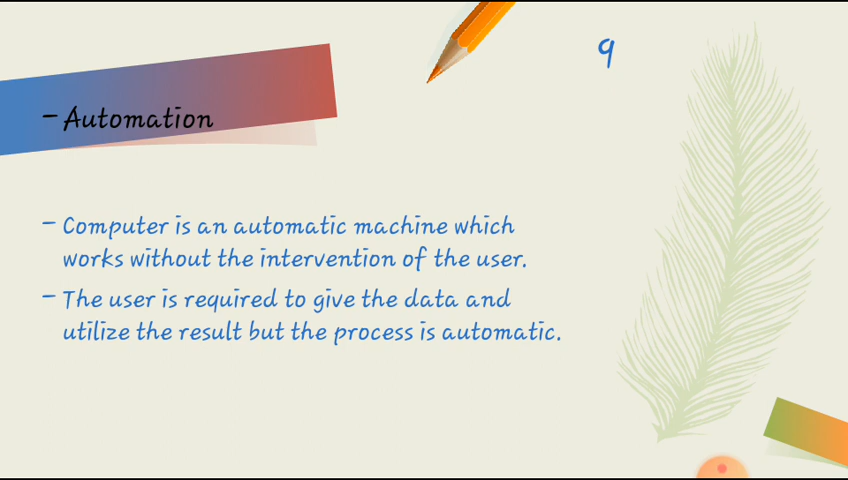 9
- Automation
- Computer is an automatic machine which
works without the intervention of the user.
- The user is required to give the data and
utilize the result but the process is automatic.